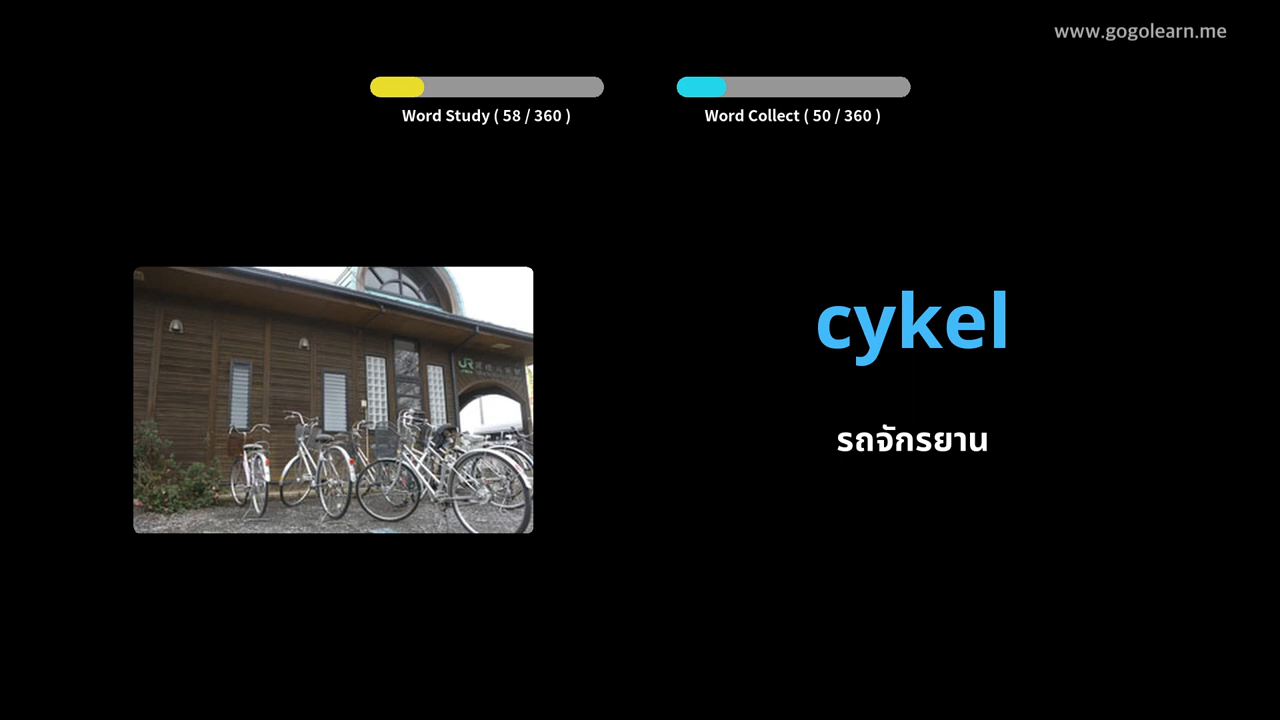 www.gogolearn.me
Word Study ( 58 / 360 )
Word Collect ( 50 / 360 )
JR
cykel
รถจักรยาน